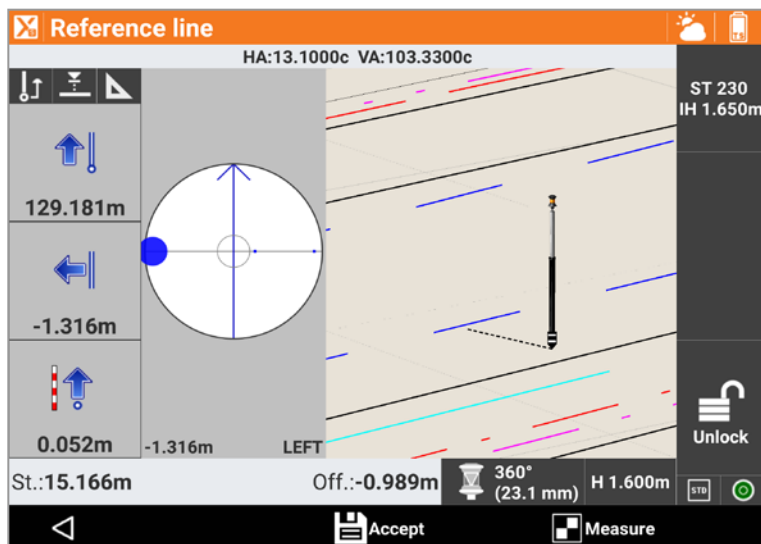 Reference line
HA:13.1000c VA:103.3300c
ST 230
IH 1.650m
129.181m
-1.316m
0.052m
-1.316m LEFT
Unlock
St.:15.166m Off.:-0.989m
360°
(23.1 mm)
H 1.600m
STD
Accept
Measure